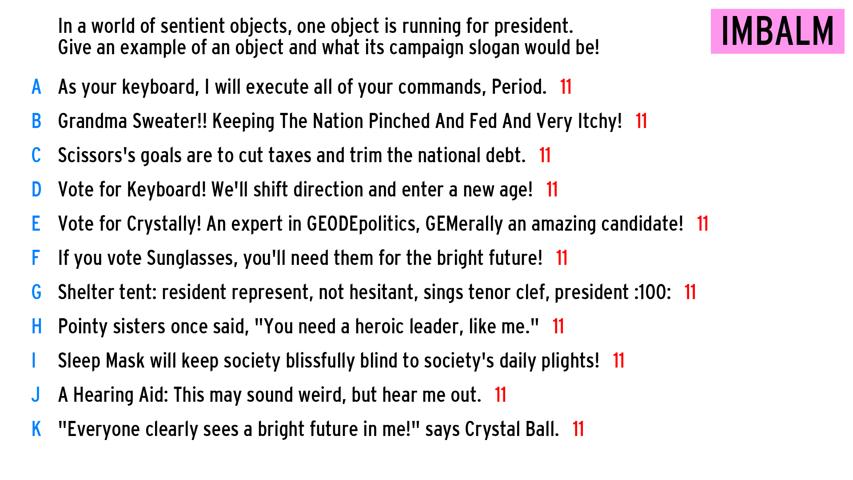 In a world of sentient objects, one object is running for president.
Give an example of an object and what its campaign slogan would be!
IMBALM
A As your keyboard, I will execute all of your commands, Period. 11
B Grandma Sweater!! Keeping The Nation Pinched And Fed And Very Itchy! 11
C Scissors's goals are to cut taxes and trim the national debt. 11
D Vote for Keyboard! We'll shift direction and enter a new age! 11
E Vote for Crystally! An expert in GEODEpolitics, GEMerally an amazing candidate! 11
F If you vote Sunglasses, you'll need them for the bright future! 11
G Shelter tent: resident represent, not hesitant, sings tenor clef, president :100: 11
H Pointy sisters once said, "You need a heroic leader, like me." 11
I Sleep Mask will keep society blissfully blind to society's daily plights! 11
J A Hearing Aid: This may sound weird, but hear me out. 11
K "Everyone clearly sees a bright future in me!" says Crystal Ball. 11